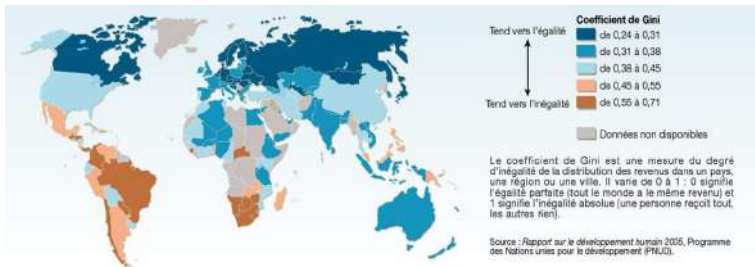 Coefficient de Gini
Tend vers l'égalité
de 0,24 à 0,31
de 0,31 à 0,38
de 0,38 à 0,45
de 0,45 à 0,55
Tend vers l'inégalité
de 0,55 à 0,71
Données non disponibles
Le coefficient de Gini est une mesure du degré
d'inégalité de la distribution des revenus dans un pays,
une région ou une ville. Il varie de 0 à 1 : 0 signifie
l'égalité parfaite (tout le monde a le même revenu) et
1 signifie l'inégalité absolue (une personne reçoit tout,
les autres rien).
Source : Rapport sur le développement humain 2005, Programme
des Nations unies pour le développement (PNUD).